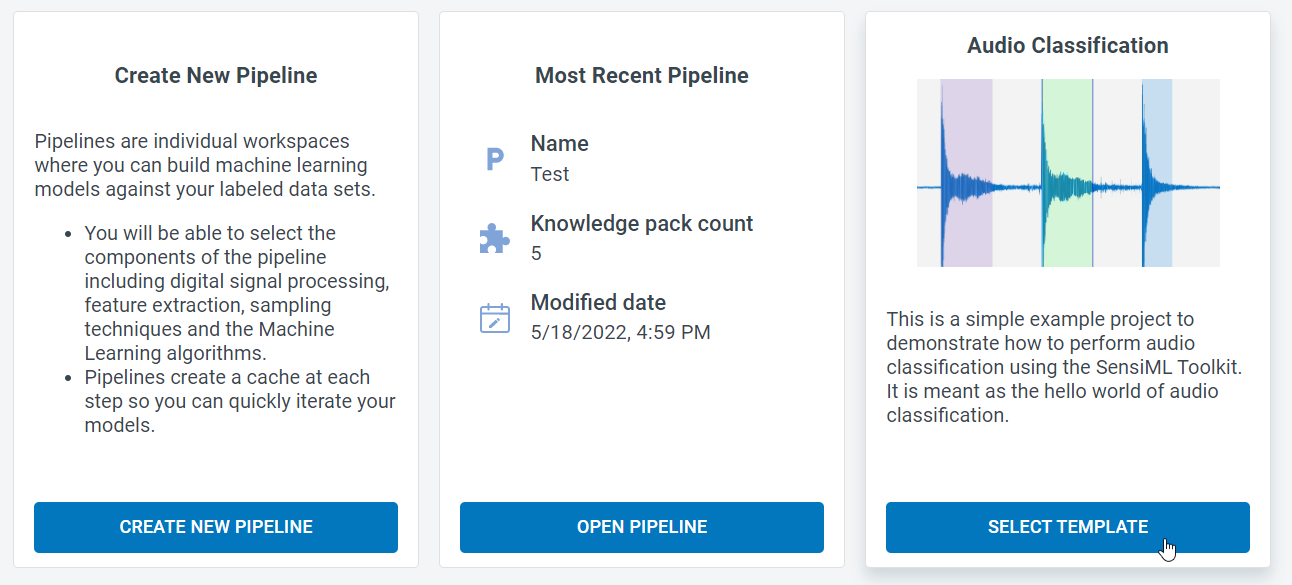 Create New Pipeline
Pipelines are individual workspaces
where you can build machine learning
models against your labeled data sets.
• You will be able to select the
components of the pipeline
including digital signal processing,
feature extraction, sampling
techniques and the Machine
Learning algorithms.
• Pipelines create a cache at each
step so you can quickly iterate your
models.
CREATE NEW PIPELINE
Most Recent Pipeline
P
Name
Test
Knowledge pack count
5
Modified date
5/18/2022, 4:59 PM
OPEN PIPELINE
Audio Classification
This is a simple example project to
demonstrate how to perform audio
classification using the SensiML Toolkit.
It is meant as the hello world of audio
classification.
SELECT TEMPLATE